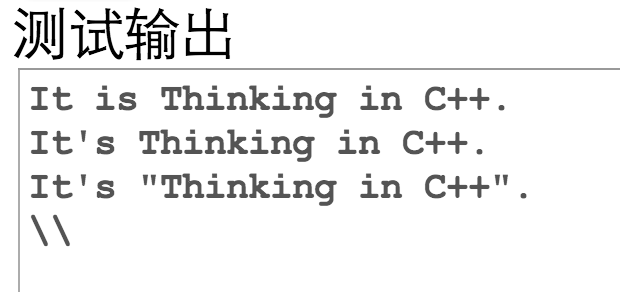 测试输出
It is Thinking in C++.
It's Thinking in C++.
It's "Thinking in C++".
\\